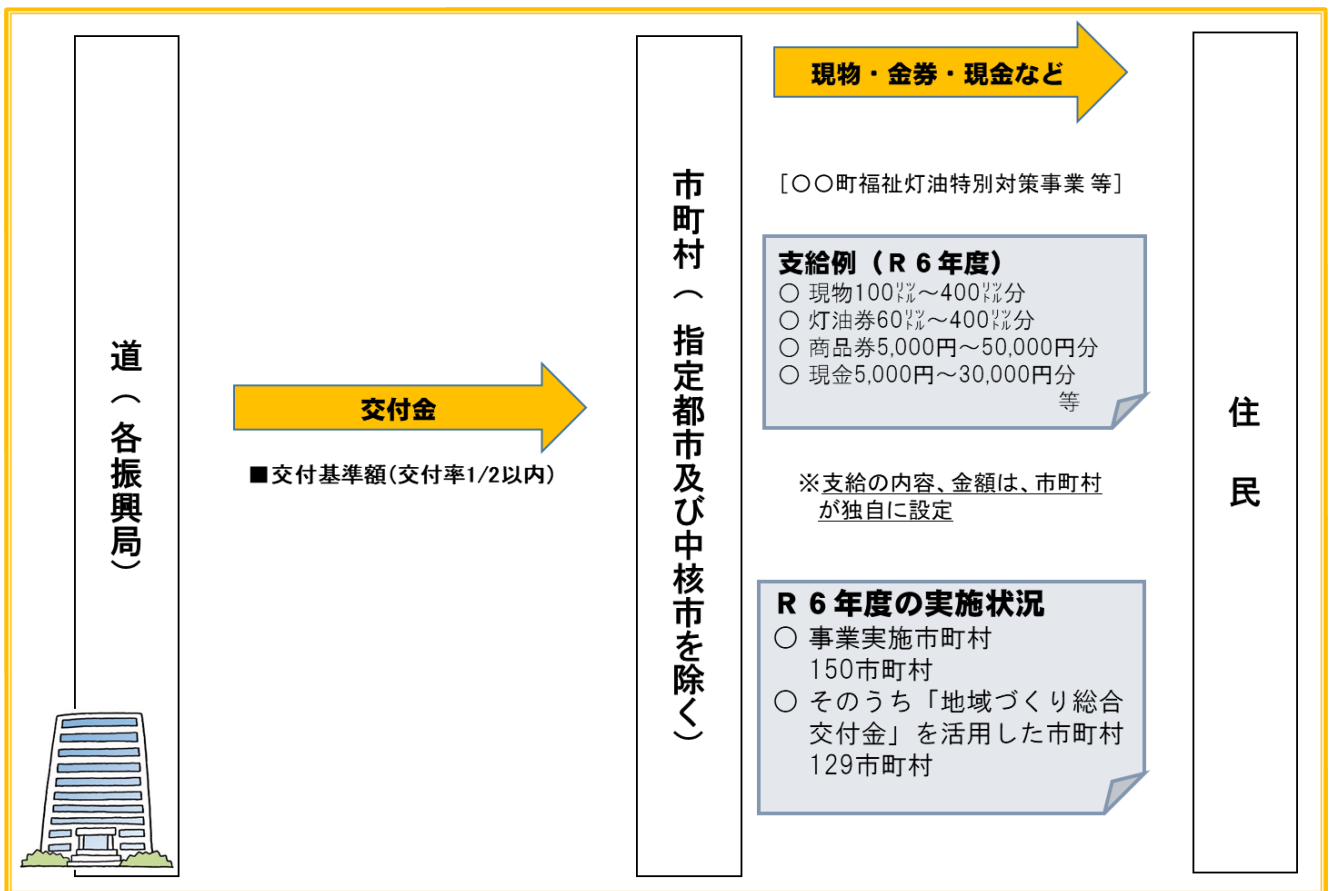 道（各振興局）
交付金
■交付基準額(交付率1/2以内)
市町村（指定都市及び中核市を除く）
現物・金券・現金など
［○○町福祉灯油特別対策事業 等］
支給例（Ｒ６年度）
○ 現物100㍑～400㍑分
○ 灯油券60㍑～400㍑分
○ 商品券5,000円～50,000円分
○ 現金5,000円～30,000円分
等
※支給の内容、金額は、市町村
が独自に設定
Ｒ６年度の実施状況
○ 事業実施市町村
150市町村
○ そのうち「地域づくり総合
交付金」を活用した市町村
129市町村
住民